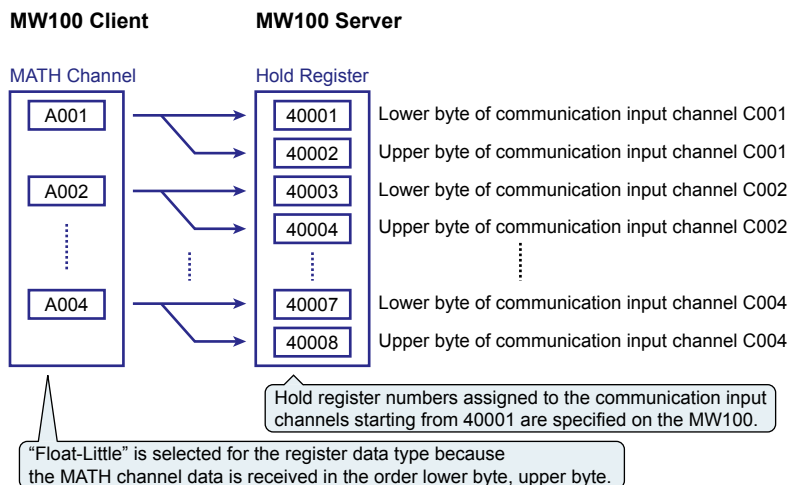 MW100 Client MW100 Server
MATH Channel Hold Register
A001 40001 Lower byte of communication input channel C001
40002 Upper byte of communication input channel C001
A002 40003 Lower byte of communication input channel C002
40004 Upper byte of communication input channel C002
A004 40007 Lower byte of communication input channel C004
40008 Upper byte of communication input channel C004
Hold register numbers assigned to the communication input
channels starting from 40001 are specified on the MW100.
“Float-Little” is selected for the register data type because
the MATH channel data is received in the order lower byte, upper byte.